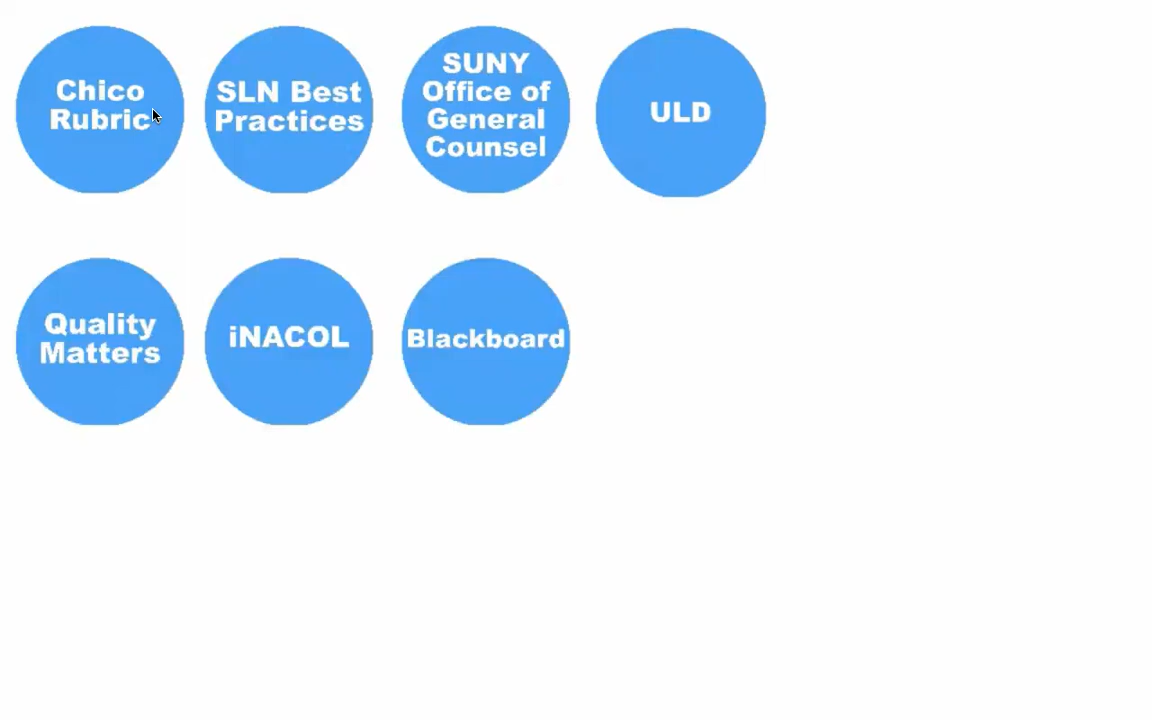 Chico
Rubric
SLN Best
Practices
SUNY
Office of
General
Counsel
ULD
Quality
Matters
iNACOL
Blackboard